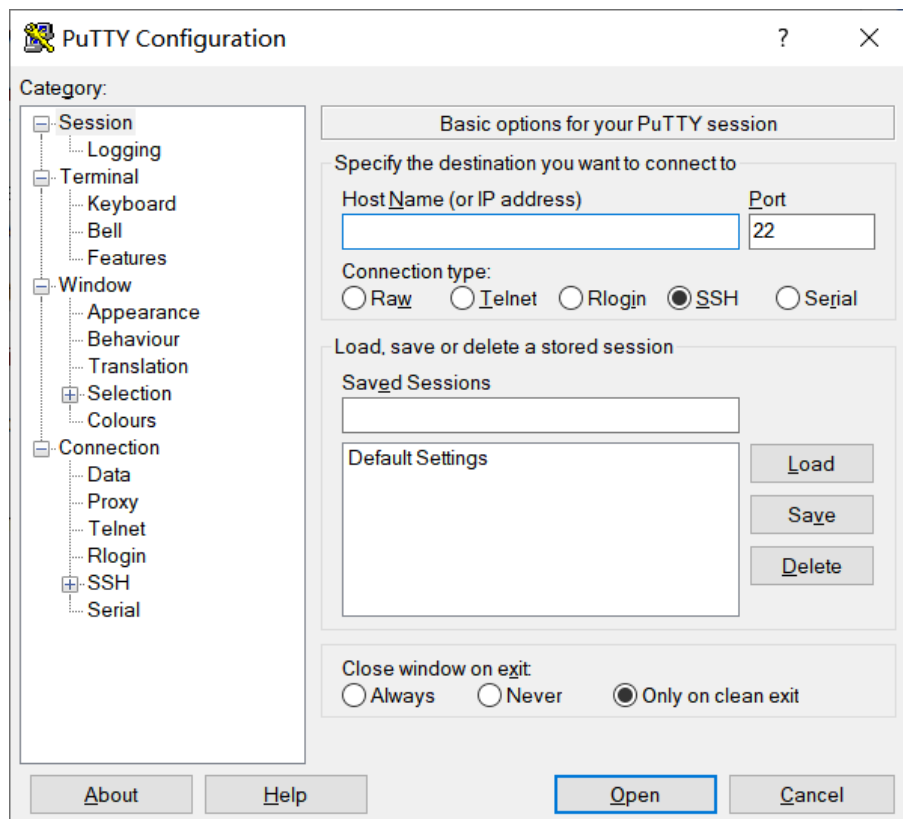 PuTTY Configuration
?
Category:
Session
Logging
Terminal
Keyboard
Bell
Features
Window
Appearance
Behaviour
Translation
Selection
Colours
Connection
Data
Proxy
Telnet
Rlogin
SSH
Serial
Basic options for your PuTTY session
Specify the destination you want to connect to
Host Name (or IP address) Port
22
Connection type:
Raw Telnet Rlogin SSH Serial
Load, save or delete a stored session
Saved Sessions
Default Settings
Load
Save
Delete
Close window on exit:
Always Never Only on clean exit
About Help Open Cancel